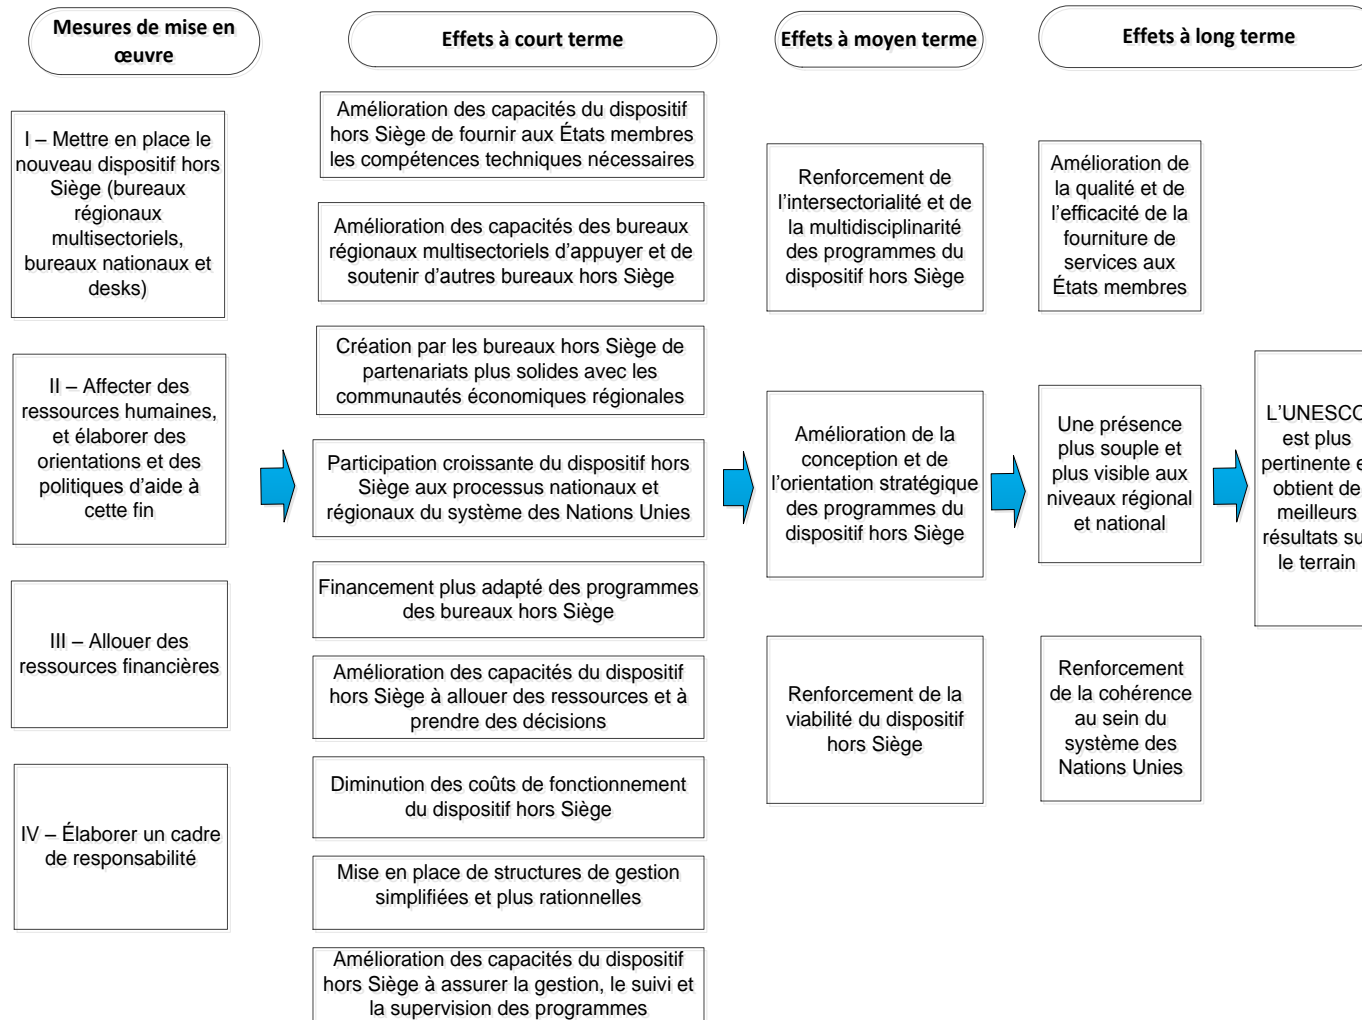 Mesures de mise en
œuvre
Effets à court terme
Effets à moyen terme
Effets à long terme
I – Mettre en place le
nouveau dispositif hors
Siège (bureaux
régionaux
multisectoriels,
bureaux nationaux et
desks)
II – Affecter des
ressources humaines,
et élaborer des
orientations et des
politiques d’aide à
cette fin
III – Allouer des
ressources financières
IV – Élaborer un cadre
de responsabilité
Amélioration des capacités du dispositif
hors Siège de fournir aux États membres
les compétences techniques nécessaires
Amélioration des capacités des bureaux
régionaux multisectoriels d’appuyer et de
soutenir d’autres bureaux hors Siège
Création par les bureaux hors Siège de
partenariats plus solides avec les
communautés économiques régionales
Participation croissante du dispositif hors
Siège aux processus nationaux et
régionaux du système des Nations Unies
Financement plus adapté des programmes
des bureaux hors Siège
Amélioration des capacités du dispositif
hors Siège à allouer des ressources et à
prendre des décisions
Diminution des coûts de fonctionnement
du dispositif hors Siège
Mise en place de structures de gestion
simplifiées et plus rationnelles
Amélioration des capacités du dispositif
hors Siège à assurer la gestion, le suivi et
la supervision des programmes
Renforcement de
l’intersectorialité et de
la multidisciplinarité
des programmes du
dispositif hors Siège
Amélioration de la
conception et de
l’orientation stratégique
des programmes du
dispositif hors Siège
Renforcement de la
viabilité du dispositif
hors Siège
Amélioration de
la qualité et de
l’efficacité de la
fourniture de
services aux
États membres
Une présence
plus souple et
plus visible aux
niveaux régional
et national
Renforcement
de la cohérence
au sein du
système des
Nations Unies
L’UNESCO
est plus
pertinente
obtient
meilleurs
résultats
le terrain